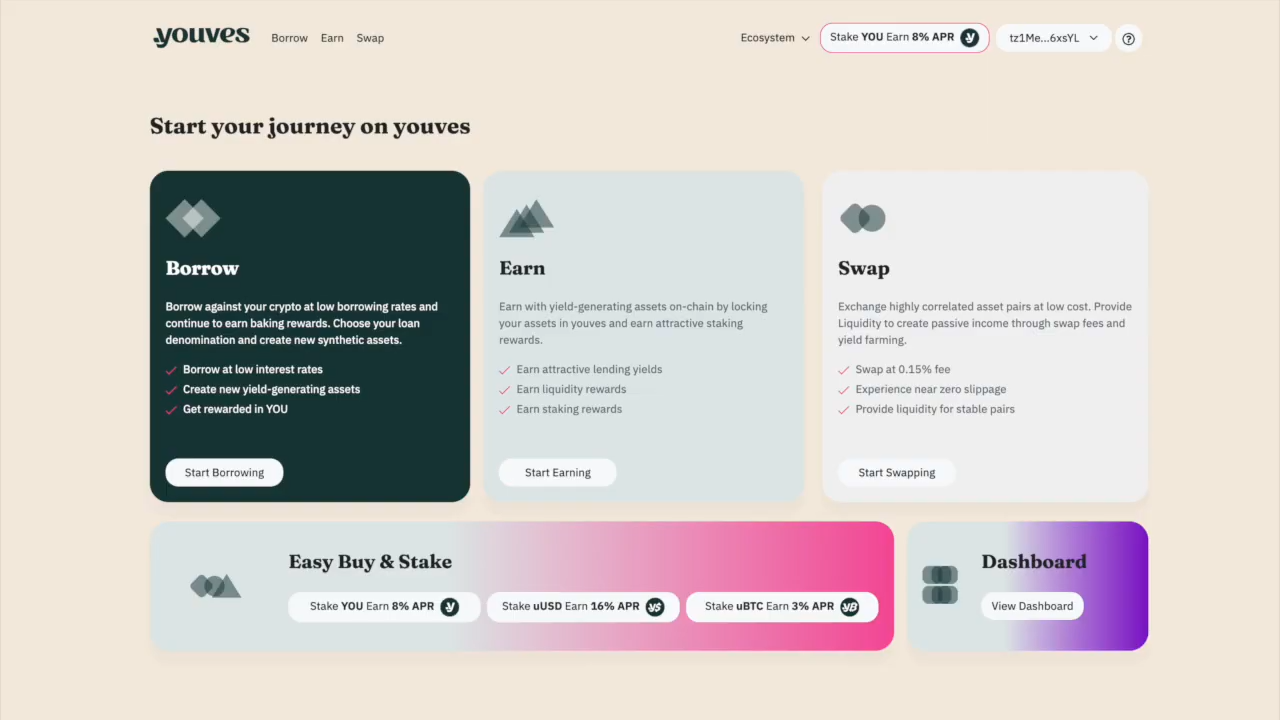 youves Borrow Earn Swap Ecosystem Stake YOU Earn 8% APR tz1Me...6xsYL
Start your journey on youves
Borrow
Borrow against your crypto at low borrowing rates and
continue to earn baking rewards. Choose your loan
denomination and create new synthetic assets.
Borrow at low interest rates
Create new yield-generating assets
Get rewarded in YOU
Start Borrowing
Earn
Earn with yield-generating assets on-chain by locking
your assets in youves and earn attractive staking
rewards.
Earn attractive lending yields
Earn liquidity rewards
Earn staking rewards
Start Earning
Swap
Exchange highly correlated asset pairs at low cost. Provide
Liquidity to create passive income through swap fees and
yield farming.
Swap at 0.15% fee
Experience near zero slippage
Provide liquidity for stable pairs
Start Swapping
Easy Buy & Stake
Stake YOU Earn 8% APR
Stake uUSD Earn 16% APR
Stake uBTC Earn 3% APR
Dashboard
View Dashboard